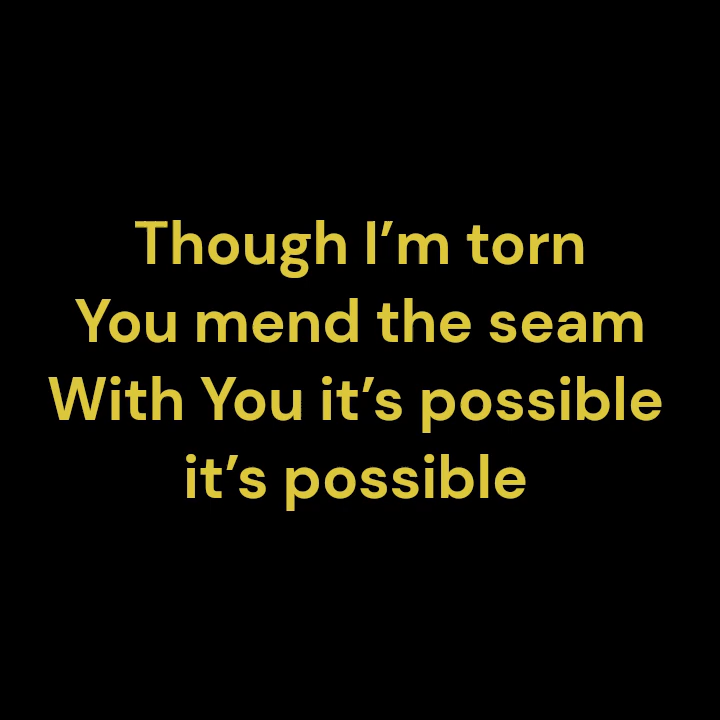 Though I’m torn
You mend the seam
With You it’s possible
it’s possible